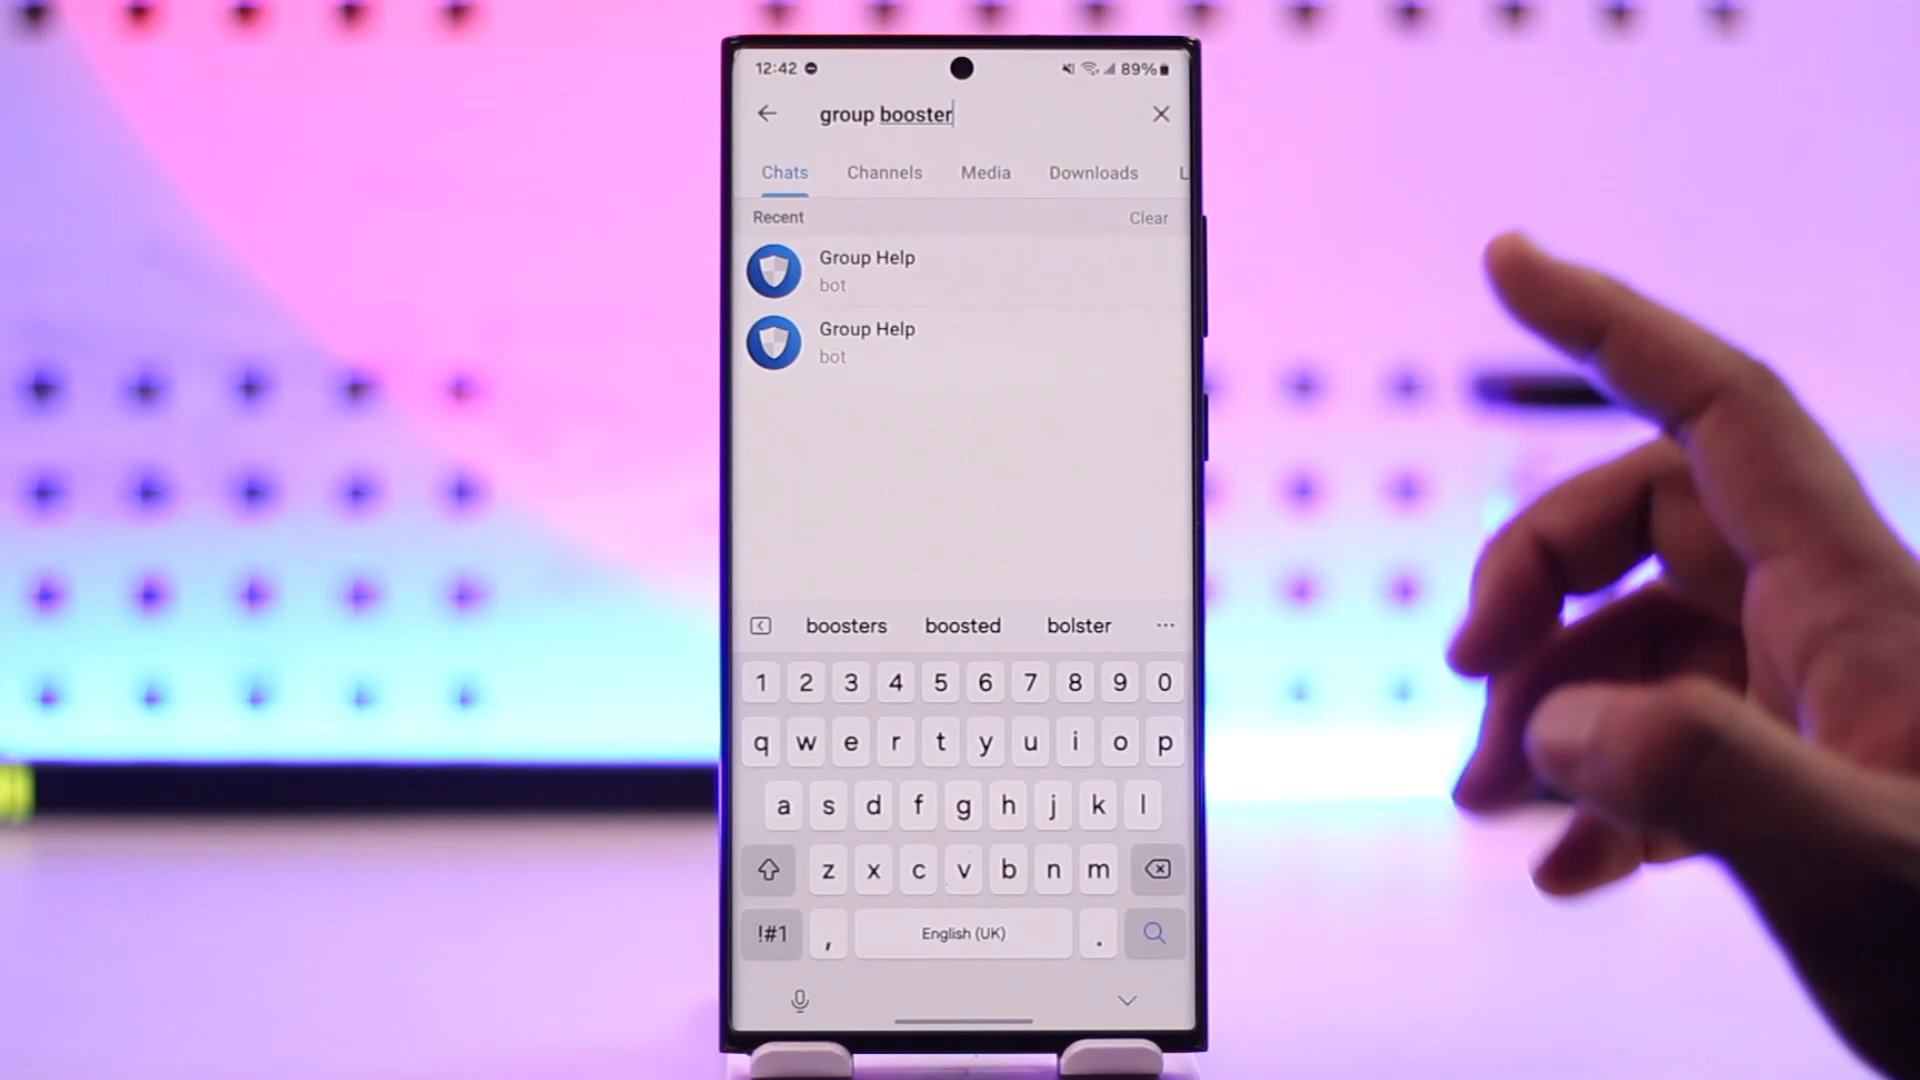 12:42 89%
group booster
Chats Channels Media Downloads L
Recent Clear
Group Help
bot
Group Help
bot
boosters boosted bolster ...
1 2 3 4 5 6 7 8 9 0
q w e r t y u i o p
a s d f g h j k l
z x c v b n m
!#1 , English (UK) .